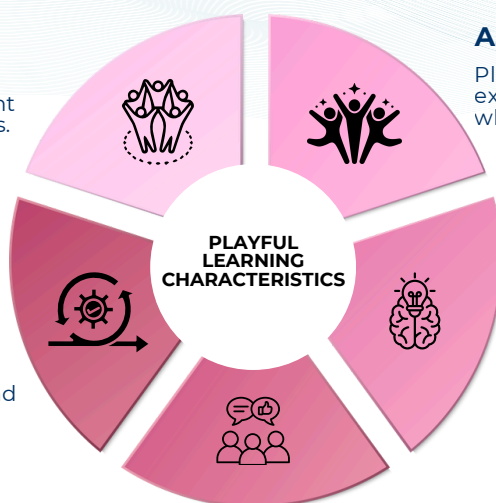 A
Pl
ex
wh
nt
s.
PLAYFUL
LEARNING
CHARACTERISTICS
d